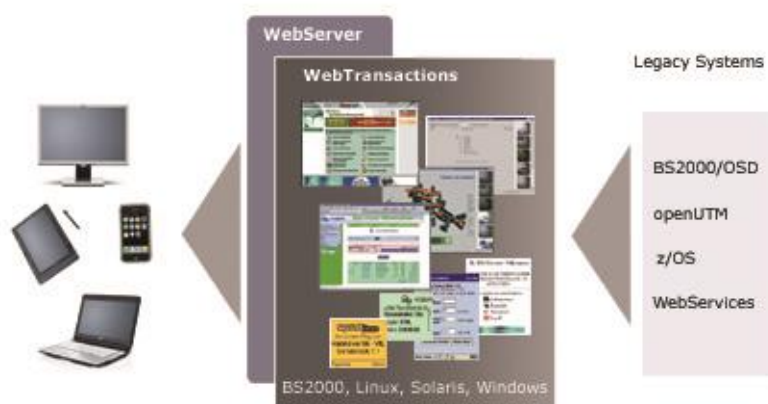 WebServer
WebTransactions
Legacy Systems
BS2000/OSD
openUTM
z/OS
WebServices
BS2000, Linux, Solaris, Windows